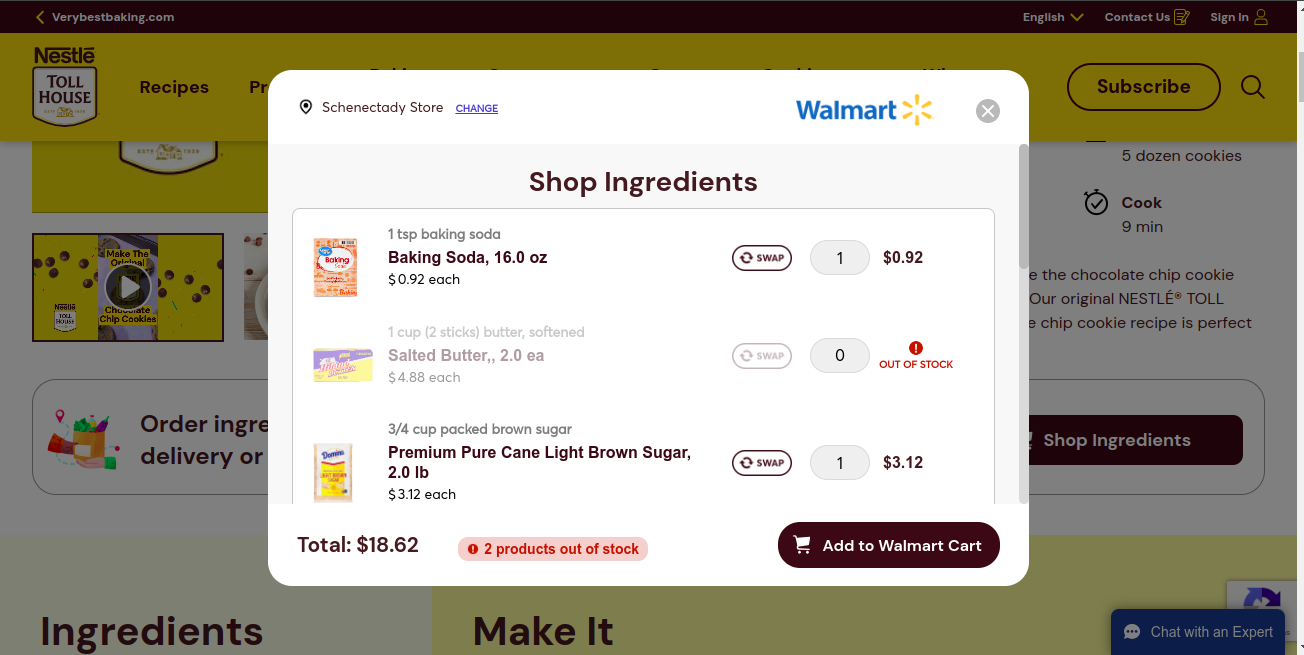 Verybestbaking.com
English
Contact Us
Sign In
Nestlé
TOLL
HOUSE
Recipes
Subscribe
Schenectady Store
CHANGE
Walmart
5 dozen cookies
Cook
9 min
Shop Ingredients
1 tsp baking soda
Baking Soda, 16.0 oz
$0.92 each
SWAP
1
$0.92
1 cup (2 sticks) butter, softened
Salted Butter,, 2.0 ea
$4.88 each
SWAP
0
OUT OF STOCK
3/4 cup packed brown sugar
Premium Pure Cane Light Brown Sugar,
2.0 lb
$3.12 each
SWAP
1
$3.12
Make The
Original
Chocolate
Chip Cookies
Nestlé
TOLL
HOUSE
the chocolate chip cookie
Our original NESTLÉ® TOLL
chip cookie recipe is perfect
Order ingre
delivery or
Shop Ingredients
Total: $18.62
2 products out of stock
Add to Walmart Cart
Ingredients
Make It
Chat with an Expert